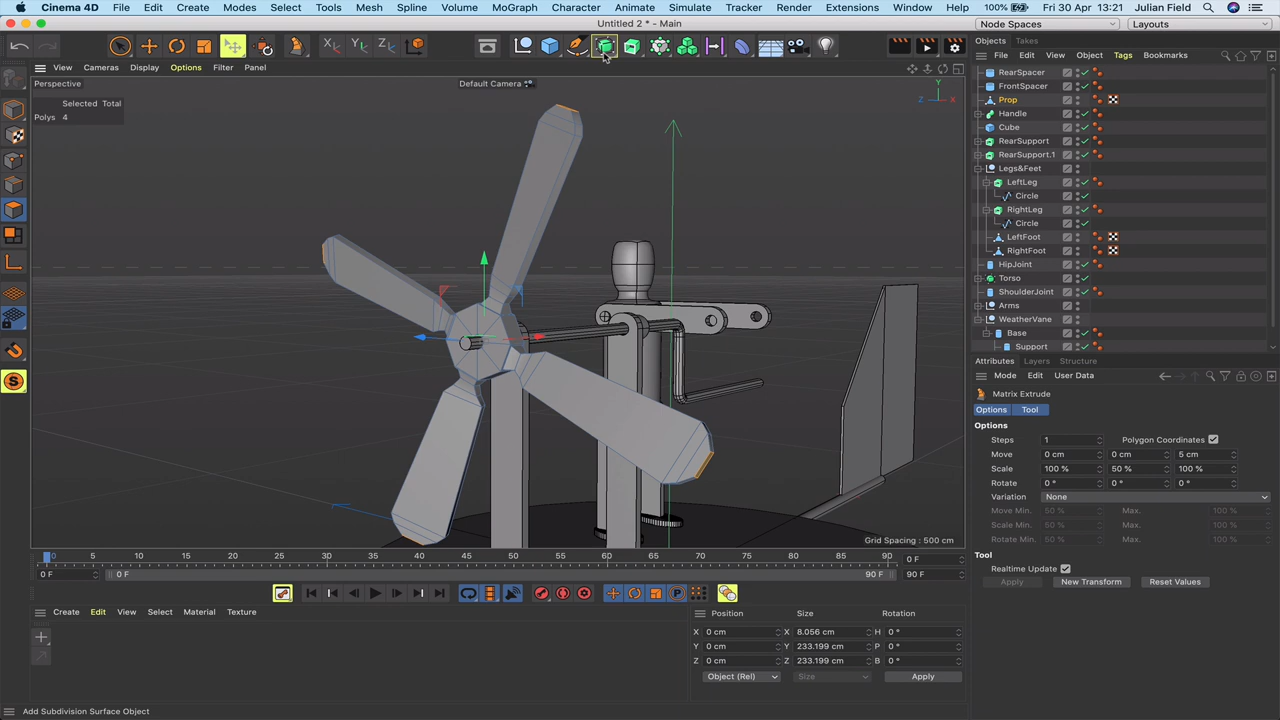 Cinema 4D File Edit Create Modes Select Tools Mesh Spline Volume MoGraph Character Animate Simulate Tracker Render Extensions Window Help 100% Fri 30 Apr 13:21 Julian Field
Untitled 2 * - Main
Node Spaces Layouts
Objects Takes
View Cameras Display Options Filter Panel
File Edit View Object Tags Bookmarks
Perspective
Default Camera
Selected Total
Polys 4
Y
Z X
RearSpacer
FrontSpacer
Prop
Handle
Cube
RearSupport
RearSupport.1
Legs&Feet
LeftLeg
Circle
RightLeg
Circle
LeftFoot
RightFoot
HipJoint
Torso
ShoulderJoint
Arms
WeatherVane
Base
Support
Attributes Layers Structure
Mode Edit User Data
Matrix Extrude
Options Tool
Options
Steps 1 Polygon Coordinates
Move 0 cm 0 cm 5 cm
Scale 100 % 50 % 100 %
Rotate 0 ° 0 ° 0 °
Variation None
Move Min. 50 % Max. 100 %
Scale Min. 50 % Max. 100 %
Rotate Min. 50 % Max. 100 %
Tool
Realtime Update
Apply New Transform Reset Values
Grid Spacing : 500 cm
0 5 10 15 20 25 30 35 40 45 50 55 60 65 70 75 80 85 90 0 F
0 F 0 F 90 F 90 F
Create Edit View Select Material Texture
Position Size Rotation
X 0 cm X 8.056 cm H 0 °
Y 0 cm Y 233.199 cm P 0 °
Z 0 cm Z 233.199 cm B 0 °
Object (Rel) Size Apply
Add Subdivision Surface Object